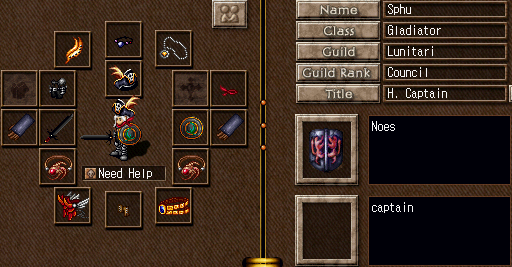 Name Sphu
Class Gladiator
Guild Lunitari
Guild Rank Council
Title H. Captain
Noes
Need Help
captain